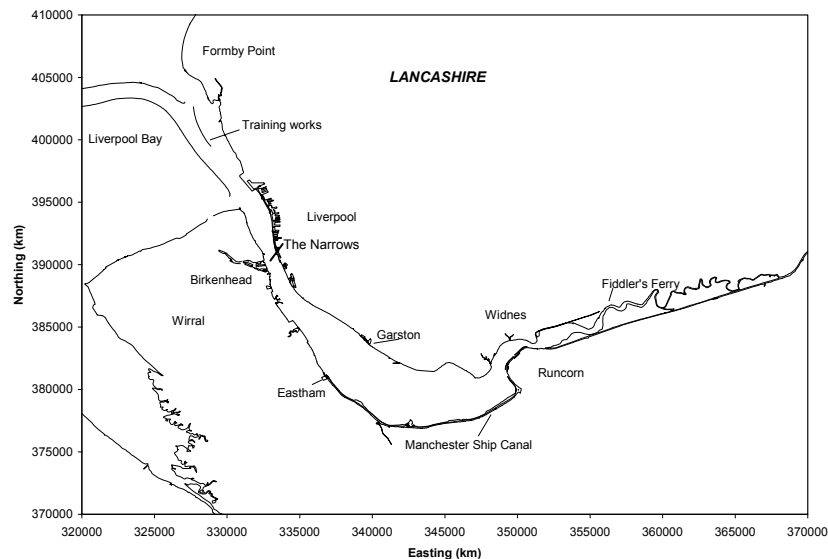 410000
405000
400000
395000
390000
385000
380000
375000
370000
Northing (km)
Formby Point
LANCASHIRE
Training works
Liverpool Bay
Liverpool
The Narrows
Birkenhead
Fiddler's Ferry
Wirral
Widnes
Garston
Runcorn
Eastham
Manchester Ship Canal
320000 325000 330000 335000 340000 345000 350000 355000 360000 365000 370000
Easting (km)